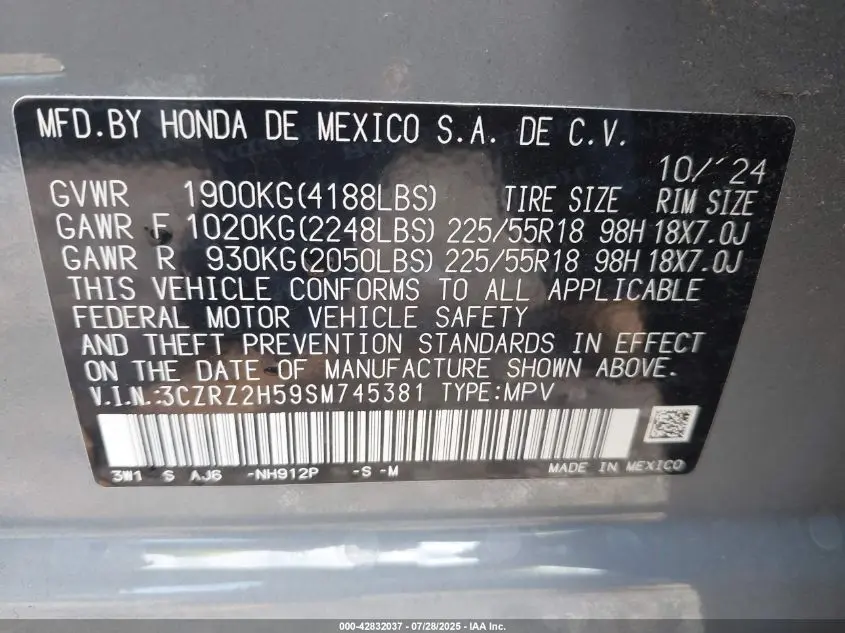 MFD.BY HONDA DE MEXICO S.A. DE C.V.
10/´24
GVWR 1900KG(4188LBS) TIRE SIZE RIM SIZE
GAWR F 1020KG(2248LBS) 225/55R18 98H 18X7.0J
GAWR R 930KG(2050LBS) 225/55R18 98H 18X7.0J
THIS VEHICLE CONFORMS TO ALL APPLICABLE
FEDERAL MOTOR VEHICLE SAFETY
AND THEFT PREVENTION STANDARDS IN EFFECT
ON THE DATE OF MANUFACTURE SHOWN ABOVE.
V.I.N.:3CZRZ2H59SM745381 TYPE:MPV
3W1 S AJ6 -NH912P -S -M MADE IN MEXICO
000-42832037 - 07/28/2025 - IAA Inc.